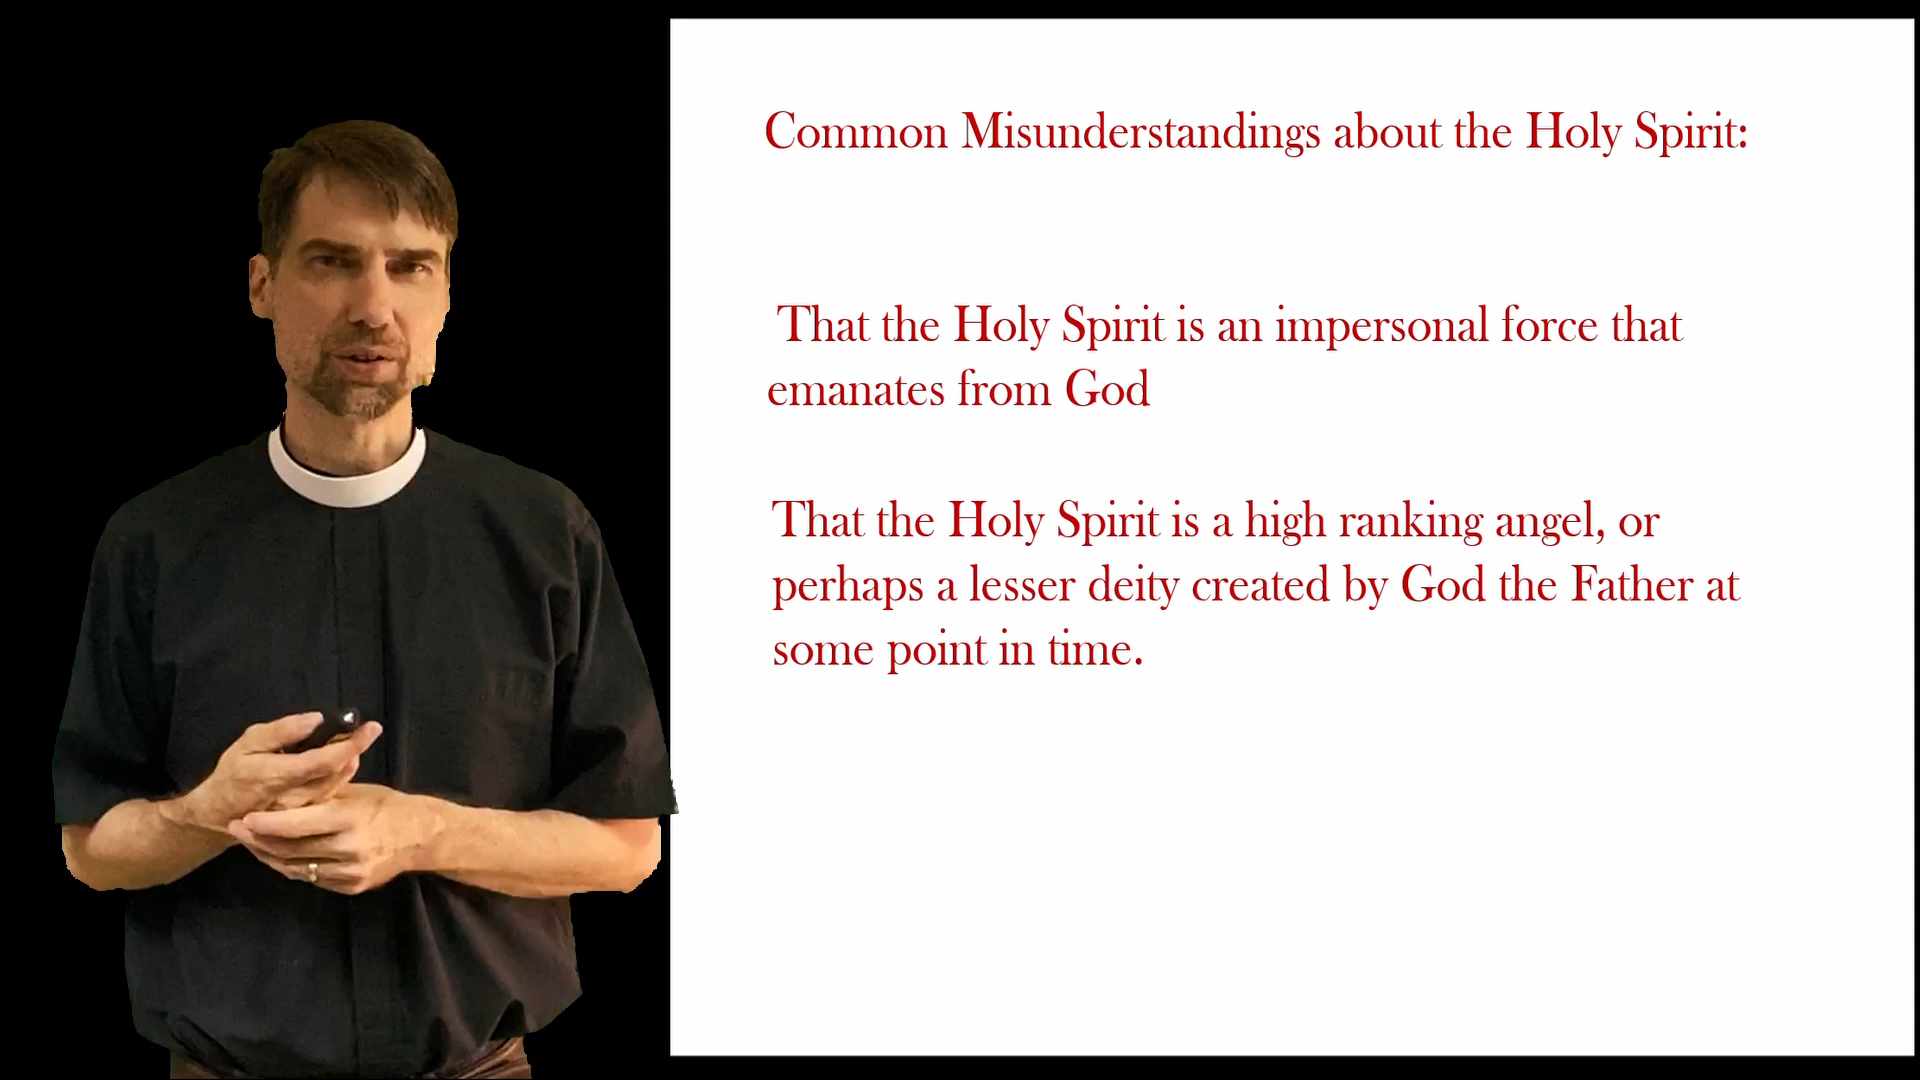 Common Misunderstandings about the Holy Spirit:
That the Holy Spirit is an impersonal force that
emanates from God
That the Holy Spirit is a high ranking angel, or
perhaps a lesser deity created by God the Father at
some point in time.